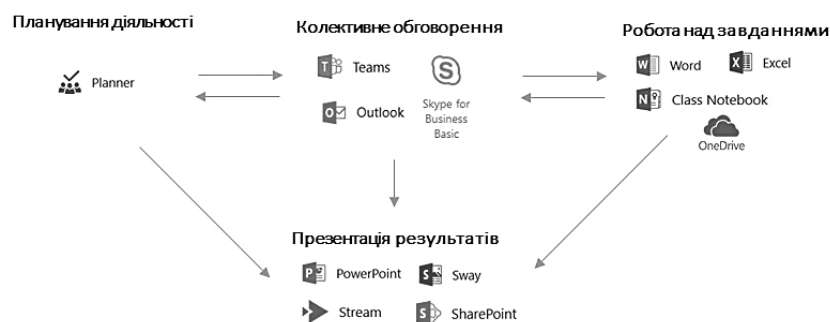 Планування діяльності
Planner
Колективне обговорення
Teams
Outlook
Skype for
Business
Basic
Робота над завданнями
Word
Excel
Class Notebook
OneDrive
Презентація результатів
PowerPoint
Sway
Stream
SharePoint